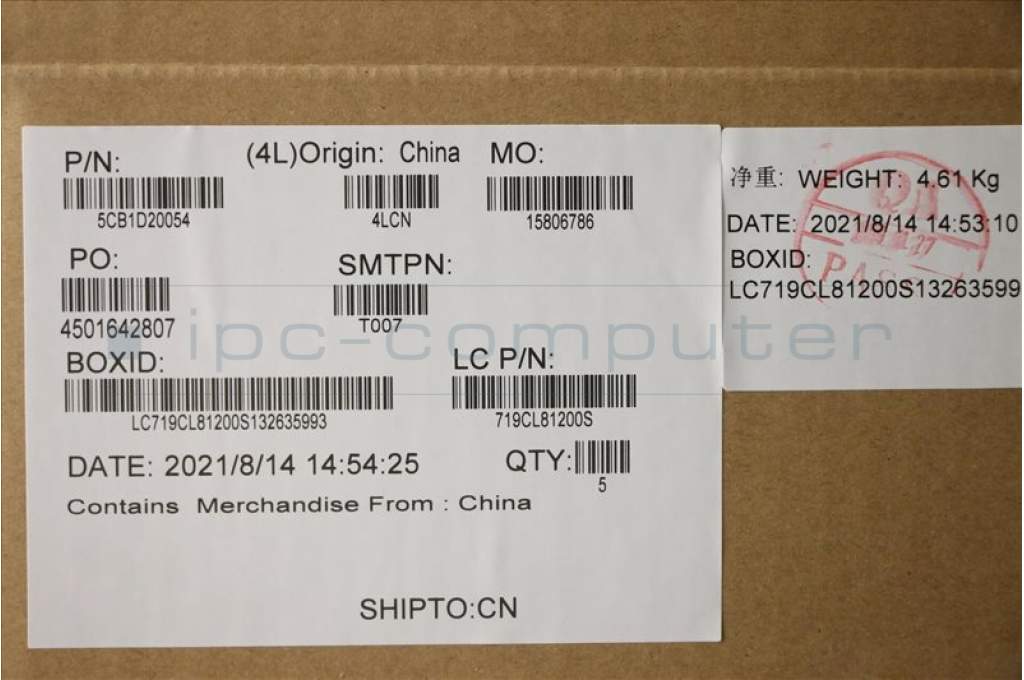 P/N: (4L)Origin: China MO:
5CB1D20054 4LCN 15806786
PO: SMTPN:
4501642807 T007
BOXID: LC P/N:
LC719CL81200S132635993 719CL81200S
DATE: 2021/8/14 14:54:25 QTY:
5
Contains Merchandise From : China
SHIPTO:CN
净重: WEIGHT: 4.61 Kg
DATE: 2021/8/14 14:53:10
BOXID:
LC719CL81200S13263599
QA
PASS
ipc-computer